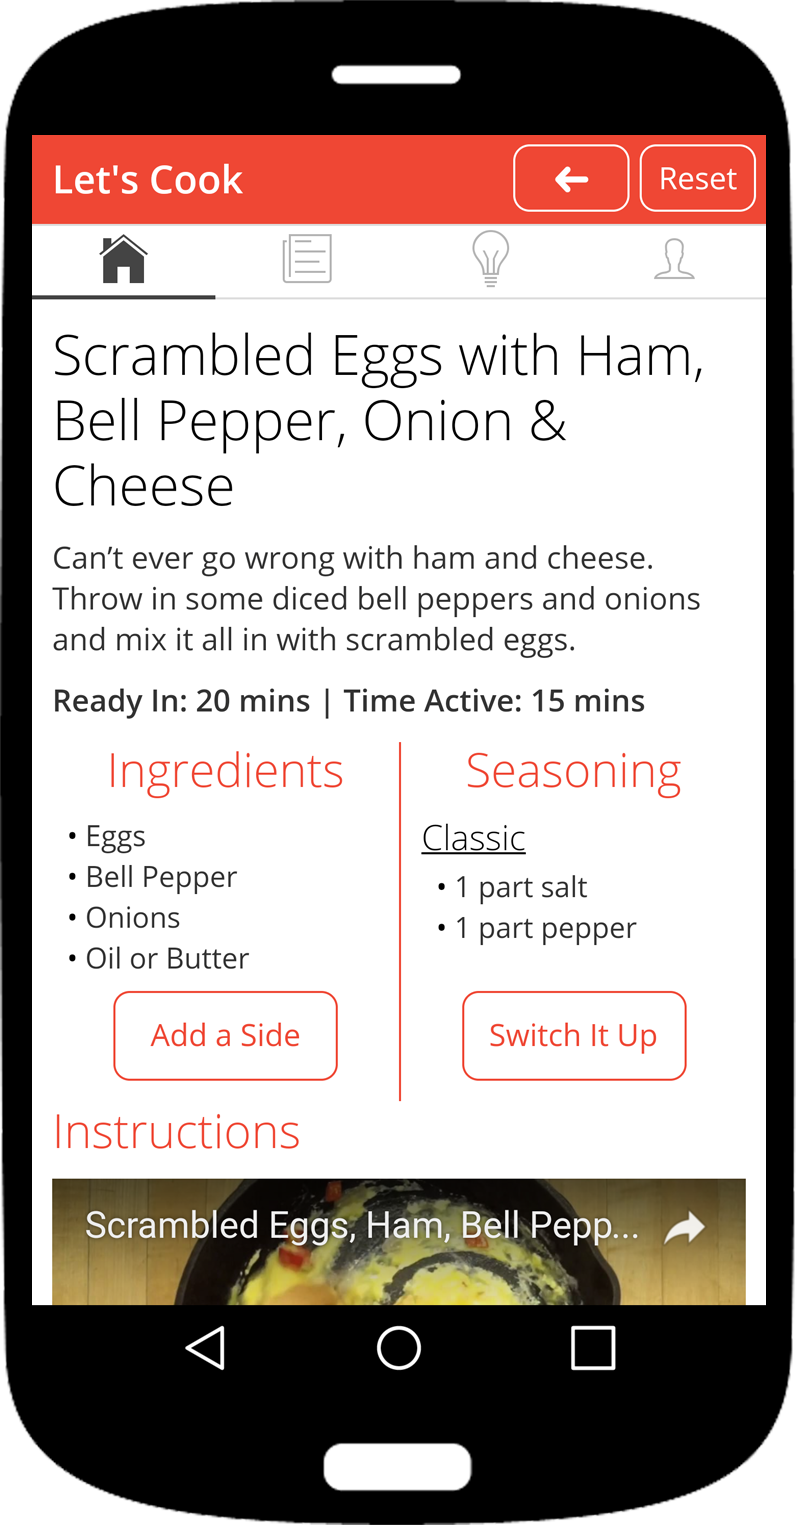 Let's Cook
Reset
Scrambled Eggs with Ham,
Bell Pepper, Onion &
Cheese
Can’t ever go wrong with ham and cheese.
Throw in some diced bell peppers and onions
and mix it all in with scrambled eggs.
Ready In: 20 mins | Time Active: 15 mins
Ingredients
• Eggs
• Bell Pepper
• Onions
• Oil or Butter
Add a Side
Seasoning
Classic
• 1 part salt
• 1 part pepper
Switch It Up
Instructions
Scrambled Eggs, Ham, Bell Pepp...